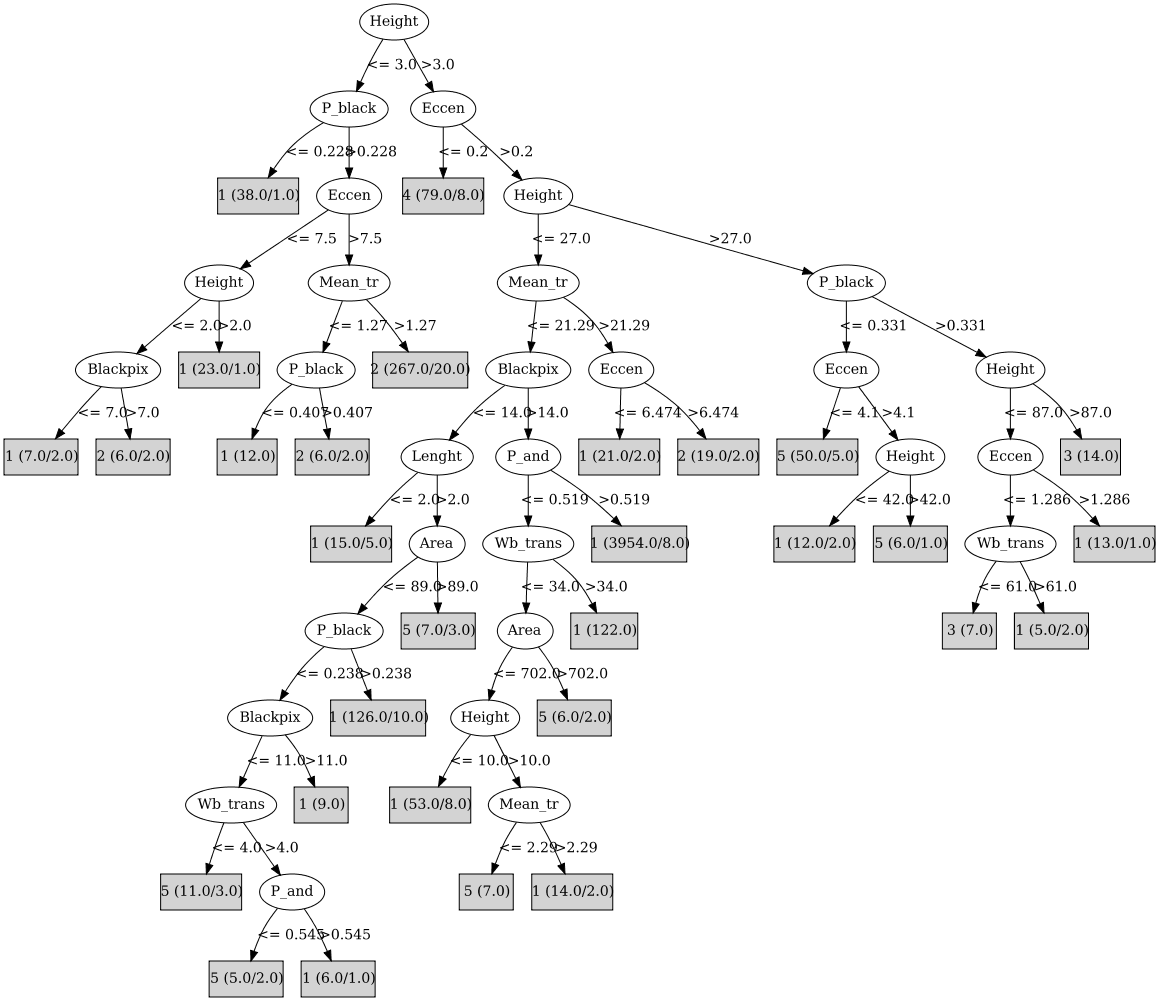 Height
<= 3.0 >3.0
P_black Eccen
<= 0.228 >0.228 <= 0.2 >0.2
1 (38.0/1.0) Eccen 4 (79.0/8.0) Height
<= 7.5 >7.5 <= 27.0 >27.0
Height Mean_tr Mean_tr P_black
<= 2.0 >2.0 <= 1.27 >1.27 <= 21.29 >21.29 <= 0.331 >0.331
Blackpix 1 (23.0/1.0) P_black 2 (267.0/20.0) Blackpix Eccen Eccen Height
<= 7.0 >7.0 <= 0.407 >0.407 <= 14.0 >14.0 <= 6.474 >6.474 <= 4.1 >4.1 <= 87.0 >87.0
1 (7.0/2.0) 2 (6.0/2.0) 1 (12.0) 2 (6.0/2.0) Lenght P_and 1 (21.0/2.0) 2 (19.0/2.0) 5 (50.0/5.0) Height Eccen 3 (14.0)
<= 2.0 >2.0 <= 0.519 >0.519 <= 42.0 >42.0 <= 1.286 >1.286
1 (15.0/5.0) Area Wb_trans 1 (3954.0/8.0) 1 (12.0/2.0) 5 (6.0/1.0) Wb_trans 1 (13.0/1.0)
<= 89.0 >89.0 <= 34.0 >34.0 <= 61.0 >61.0
P_black 5 (7.0/3.0) Area 1 (122.0) 3 (7.0) 1 (5.0/2.0)
<= 0.238 >0.238 <= 702.0 >702.0
Blackpix 1 (126.0/10.0) Height 5 (6.0/2.0)
<= 11.0 >11.0 <= 10.0 >10.0
Wb_trans 1 (9.0) 1 (53.0/8.0) Mean_tr
<= 4.0 >4.0 <= 2.29 >2.29
5 (11.0/3.0) P_and 5 (7.0) 1 (14.0/2.0)
<= 0.545 >0.545
5 (5.0/2.0) 1 (6.0/1.0)